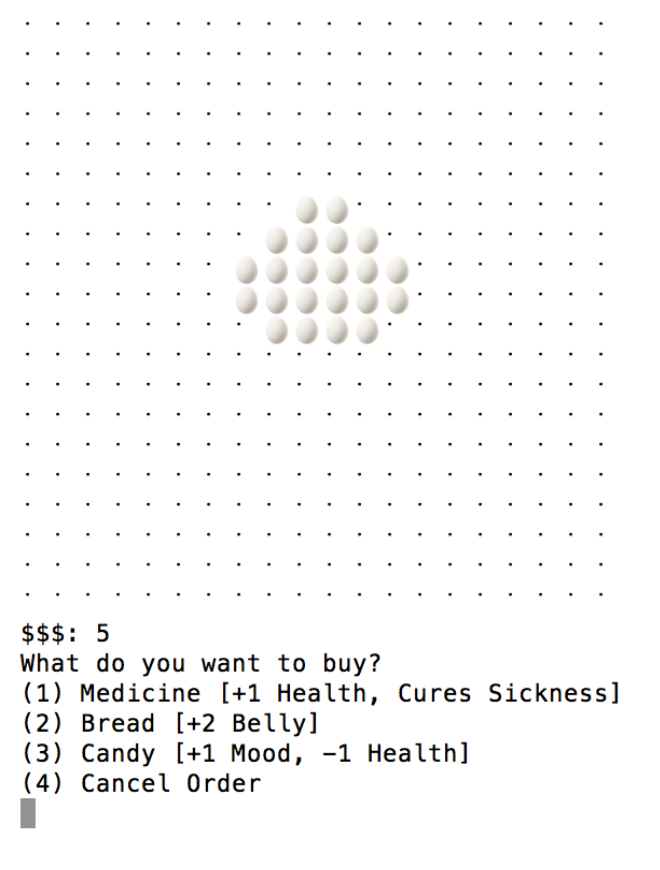 $$$: 5
What do you want to buy?
(1) Medicine [+1 Health, Cures Sickness]
(2) Bread [+2 Belly]
(3) Candy [+1 Mood, -1 Health]
(4) Cancel Order